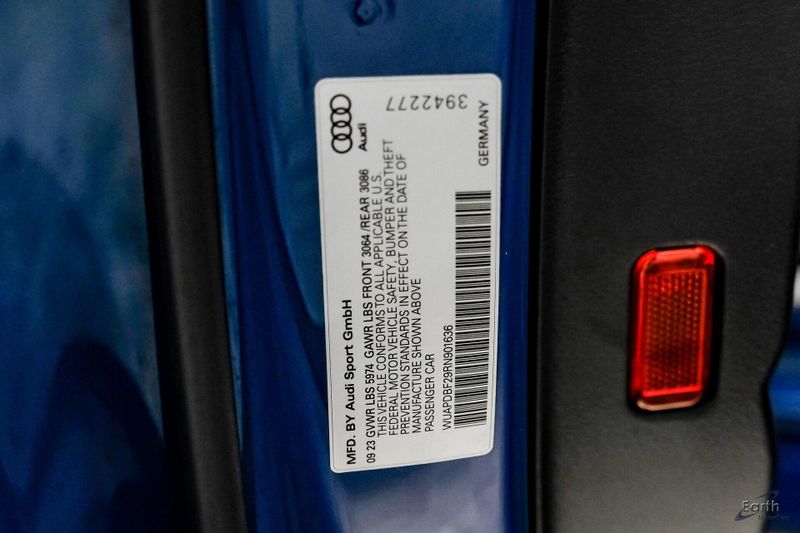 3942277
Audi
GERMANY
MFD. BY Audi Sport GmbH
09 23 GVWR LBS 5974 GAWR LBS FRONT 3064 /REAR 3086
THIS VEHICLE CONFORMS TO ALL APPLICABLE U.S.
FEDERAL MOTOR VEHICLE SAFETY, BUMPER AND THEFT
PREVENTION STANDARDS IN EFFECT ON THE DATE OF
MANUFACTURE SHOWN ABOVE
PASSENGER CAR
WUAPDBF29RN901636
Earth